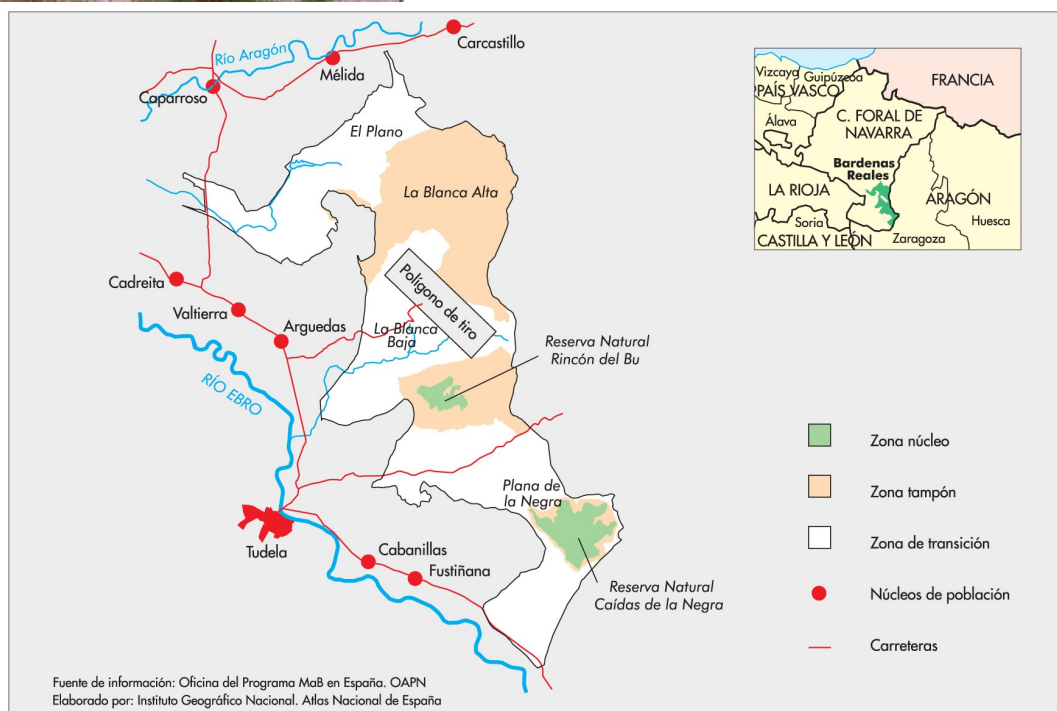 Río Aragón
Carcastillo
Mélida
Caparroso
El Plano
La Blanca Alta
Cadreita
Valtierra
Arguedas
Polígono de tiro
La Blanca
Baja
RÍO EBRO
Reserva Natural
Rincón del Bu
Plana de
la Negra
Tudela
Cabanillas
Fustiñana
Reserva Natural
Caídas de la Negra
Vizcaya
Guipúzcoa
PAÍS VASCO
FRANCIA
Álava
C. FORAL DE
NAVARRA
Bardenas
Reales
LA RIOJA
ARAGÓN
Soria
Huesca
CASTILLA Y LEÓN
Zaragoza
Zona núcleo
Zona tampón
Zona de transición
Núcleos de población
Carreteras
Fuente de información: Oficina del Programa MaB en España. OAPN
Elaborado por: Instituto Geográfico Nacional. Atlas Nacional de España